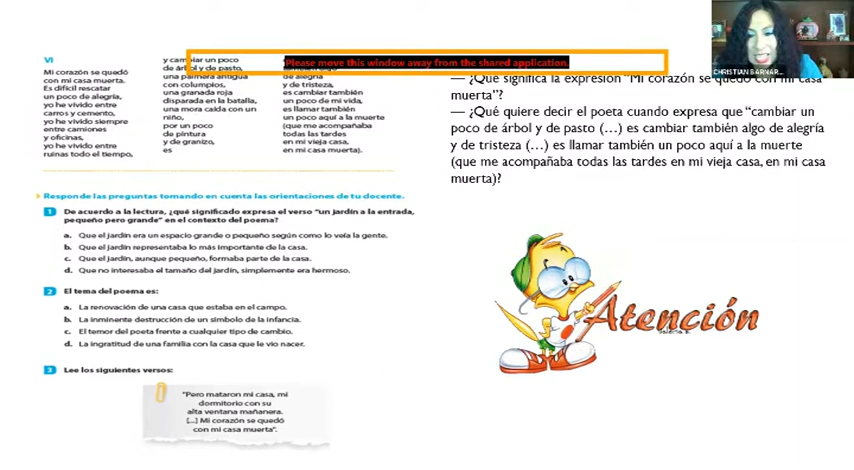 VI
Mi corazón se quedó
con mi casa muerta.
Es difícil rescatar
un poco de alegría,
yo he vivido entre
carros y cemento,
yo he vivido siempre
entre camiones
y oficinas,
yo he vivido entre
ruinas todo el tiempo,
y cambiar un poco
de árbol y de pasto,
una palmera antigua
con columpios,
una granada roja
disparada en la batalla,
una mora caída con un
niño,
por un poco
de pintura
y de granizo,
es
de alegría
y de tristeza,
es cambiar también
un poco de mi vida,
es llamar también
un poco aquí a la muerte
(que me acompañaba
todas las tardes
en mi vieja casa,
en mi casa muerta).
Please move this window away from the shared application.
CHRISTIAN BARNAR...
— ¿Qué significa la expresión "Mi corazón se quedó con mi casa
muerta"?
— ¿Qué quiere decir el poeta cuando expresa que "cambiar un
poco de árbol y de pasto (...) es cambiar también algo de alegría
y de tristeza (...) es llamar también un poco aquí a la muerte
(que me acompañaba todas las tardes en mi vieja casa, en mi casa
muerta)?
Responde las preguntas tomando en cuenta las orientaciones de tu docente.
1 De acuerdo a la lectura, ¿qué significado expresa el verso "un jardín a la entrada,
pequeño pero grande" en el contexto del poema?
a. Que el jardín era un espacio grande o pequeño según como lo veía la gente.
b. Que el jardín representaba lo más importante de la casa.
c. Que el jardín, aunque pequeño, formaba parte de la casa.
d. Que no interesaba el tamaño del jardín, simplemente era hermoso.
2 El tema del poema es:
a. La renovación de una casa que estaba en el campo.
b. La inminente destrucción de un símbolo de la infancia.
c. El temor del poeta frente a cualquier tipo de cambio.
d. La ingratitud de una familia con la casa que le vio nacer.
3 Lee los siguientes versos:
"Pero mataron mi casa, mi
dormitorio con su
alta ventana mañanera.
[...] Mi corazón se quedó
con mi casa muerta".
Atención